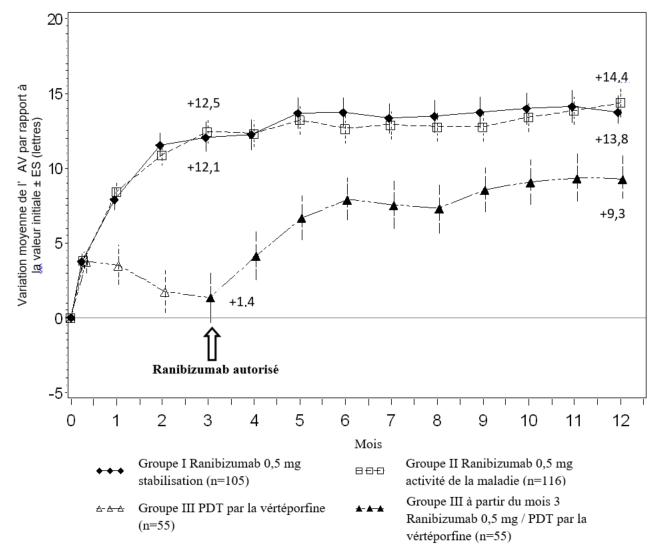 Variation moyenne de l' AV par rapport à
la valeur initiale ± ES (lettres)
20
15
10
5
0
-5
+12,5
+12,1
+14,4
+13,8
+9,3
+1.4
Ranibizumab autorisé
0 1 2 3 4 5 6 7 8 9 10 11 12
Mois
Groupe I Ranibizumab 0,5 mg
stabilisation (n=105)
Groupe II Ranibizumab 0,5 mg
activité de la maladie (n=116)
Groupe III PDT par la vértéporfine
(n=55)
Groupe III à partir du mois 3
Ranibizumab 0,5 mg / PDT par la
vértéporfine (n=55)